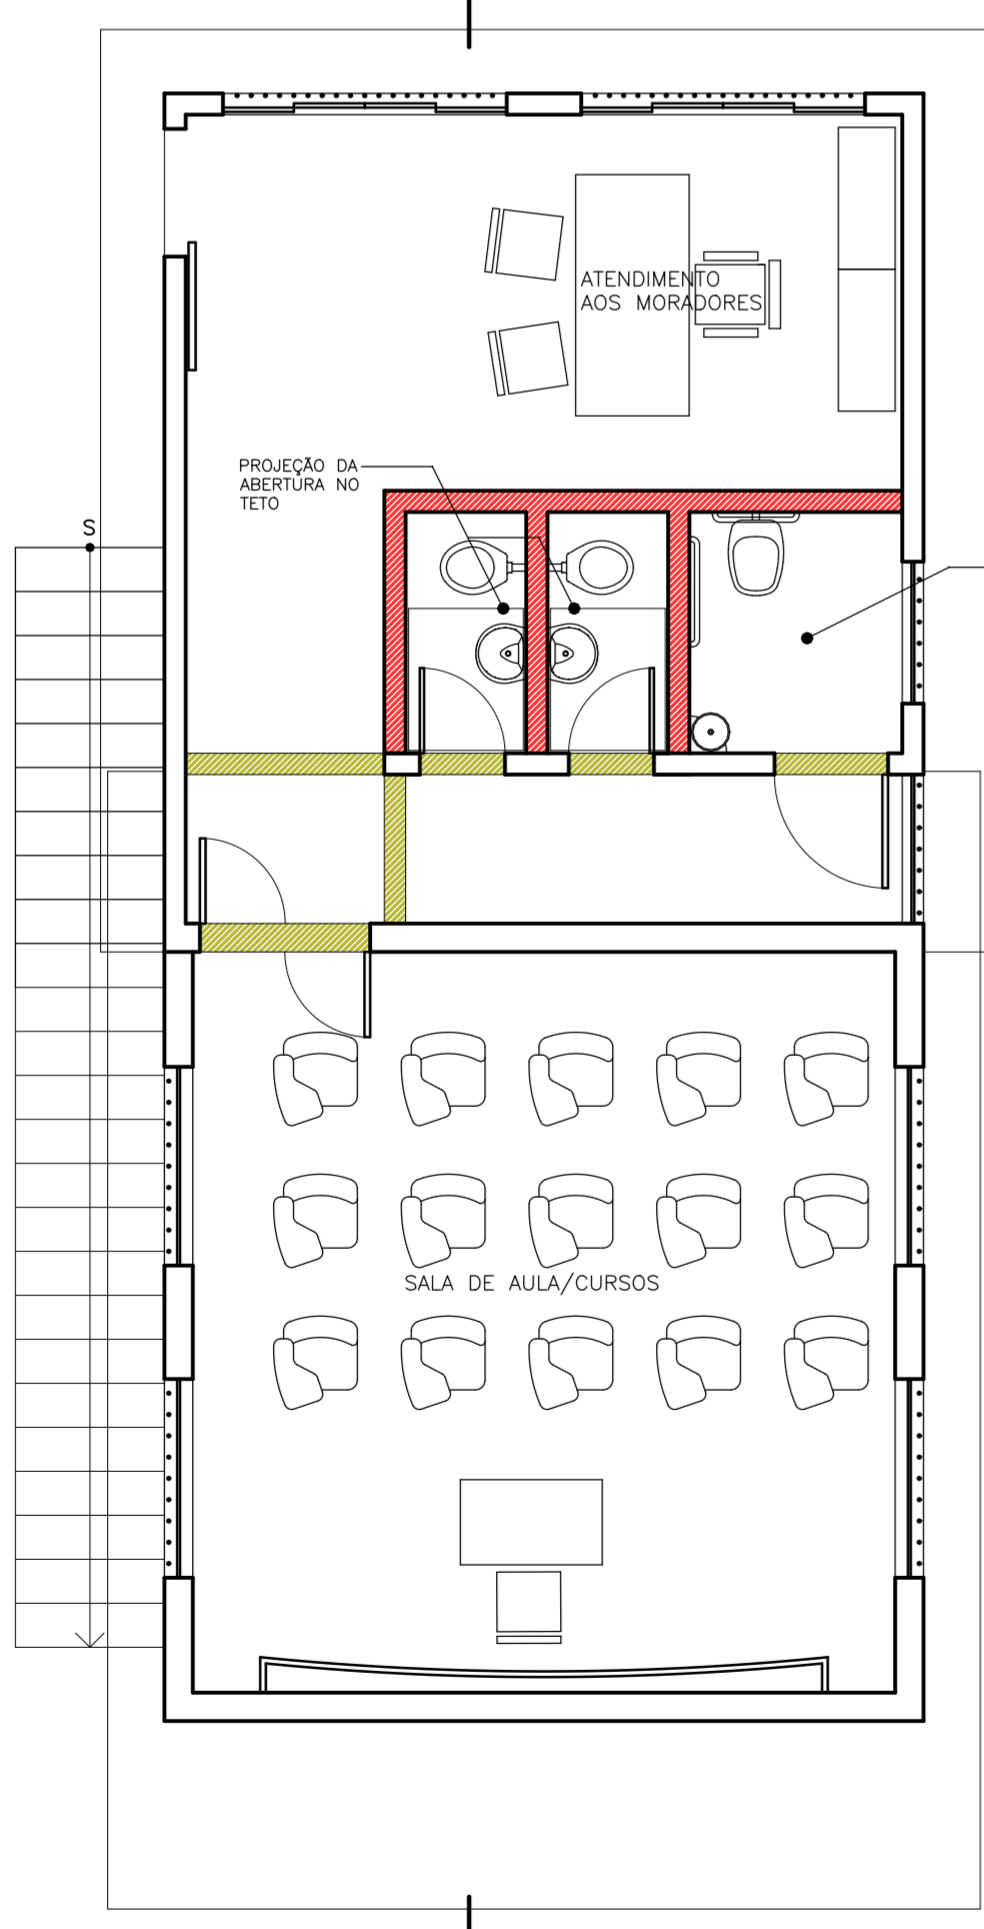 ATENDIMENTO
AOS MORADORES
PROJEÇÃO DA
ABERTURA NO
TETO
S
SALA DE AULA/CURSOS